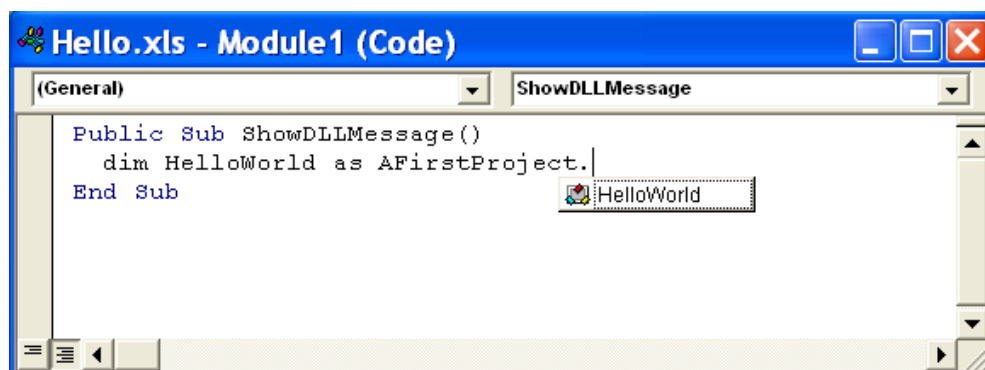 Hello.xls - Module1 (Code)
(General) ShowDLLMessage
Public Sub ShowDLLMessage()
dim HelloWorld as AFirstProject.
End Sub
HelloWorld